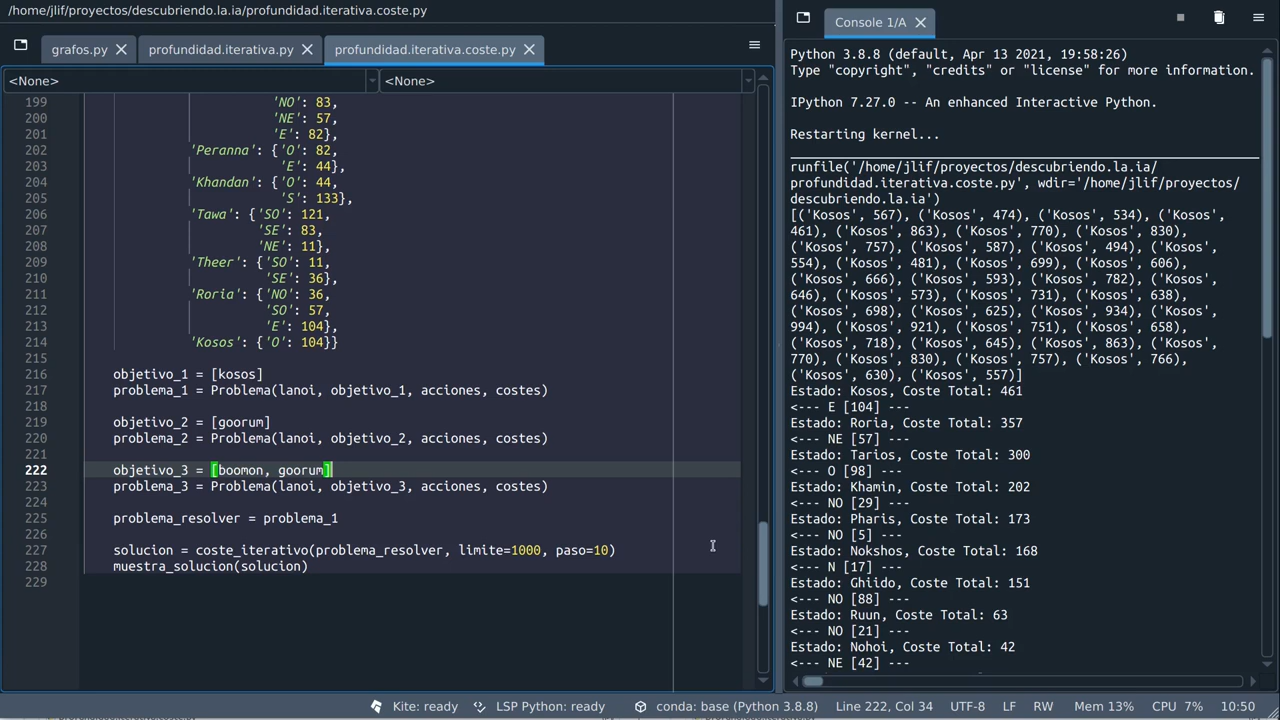 /home/jlif/proyectos/descubriendo.la.ia/profundidad.iterativa.coste.py
grafos.py
profundidad.iterativa.py
profundidad.iterativa.coste.py
<None>
<None>
199 'NO': 83,
200 'NE': 57,
201 'E': 82},
202 'Peranna': {'O': 82,
203 'E': 44},
204 'Khandan': {'O': 44,
205 'S': 133},
206 'Tawa': {'SO': 121,
207 'SE': 83,
208 'NE': 11},
209 'Theer': {'SO': 11,
210 'SE': 36},
211 'Roria': {'NO': 36,
212 'SO': 57,
213 'E': 104},
214 'Kosos': {'O': 104}}
215
216 objetivo_1 = [kosos]
217 problema_1 = Problema(lanoi, objetivo_1, acciones, costes)
218
219 objetivo_2 = [goorum]
220 problema_2 = Problema(lanoi, objetivo_2, acciones, costes)
221
222 objetivo_3 = [boomon, goorum]
223 problema_3 = Problema(lanoi, objetivo_3, acciones, costes)
224
225 problema_resolver = problema_1
226
227 solucion = coste_iterativo(problema_resolver, limite=1000, paso=10)
228 muestra_solucion(solucion)
229
Console 1/A
Python 3.8.8 (default, Apr 13 2021, 19:58:26)
Type "copyright", "credits" or "license" for more information.
IPython 7.27.0 -- An enhanced Interactive Python.
Restarting kernel...
runfile('/home/jlif/proyectos/descubriendo.la.ia/
profundidad.iterativa.coste.py', wdir='/home/jlif/proyectos/
descubriendo.la.ia')
[('Kosos', 567), ('Kosos', 474), ('Kosos', 534), ('Kosos',
461), ('Kosos', 863), ('Kosos', 770), ('Kosos', 830),
('Kosos', 757), ('Kosos', 587), ('Kosos', 494), ('Kosos',
554), ('Kosos', 481), ('Kosos', 699), ('Kosos', 606),
('Kosos', 666), ('Kosos', 593), ('Kosos', 782), ('Kosos',
646), ('Kosos', 573), ('Kosos', 731), ('Kosos', 638),
('Kosos', 698), ('Kosos', 625), ('Kosos', 934), ('Kosos',
994), ('Kosos', 921), ('Kosos', 751), ('Kosos', 658),
('Kosos', 718), ('Kosos', 645), ('Kosos', 863), ('Kosos',
770), ('Kosos', 830), ('Kosos', 757), ('Kosos', 766),
('Kosos', 630), ('Kosos', 557)]
Estado: Kosos, Coste Total: 461
<--- E [104] ---
Estado: Roria, Coste Total: 357
<--- NE [57] ---
Estado: Tarios, Coste Total: 300
<--- O [98] ---
Estado: Khamin, Coste Total: 202
<--- NO [29] ---
Estado: Pharis, Coste Total: 173
<--- NO [5] ---
Estado: Nokshos, Coste Total: 168
<--- N [17] ---
Estado: Ghiido, Coste Total: 151
<--- NO [88] ---
Estado: Ruun, Coste Total: 63
<--- NO [21] ---
Estado: Nohoi, Coste Total: 42
<--- NE [42] ---
Kite: ready
LSP Python: ready
conda: base (Python 3.8.8)
Line 222, Col 34
UTF-8
LF
RW
Mem 13%
CPU 7%
10:50